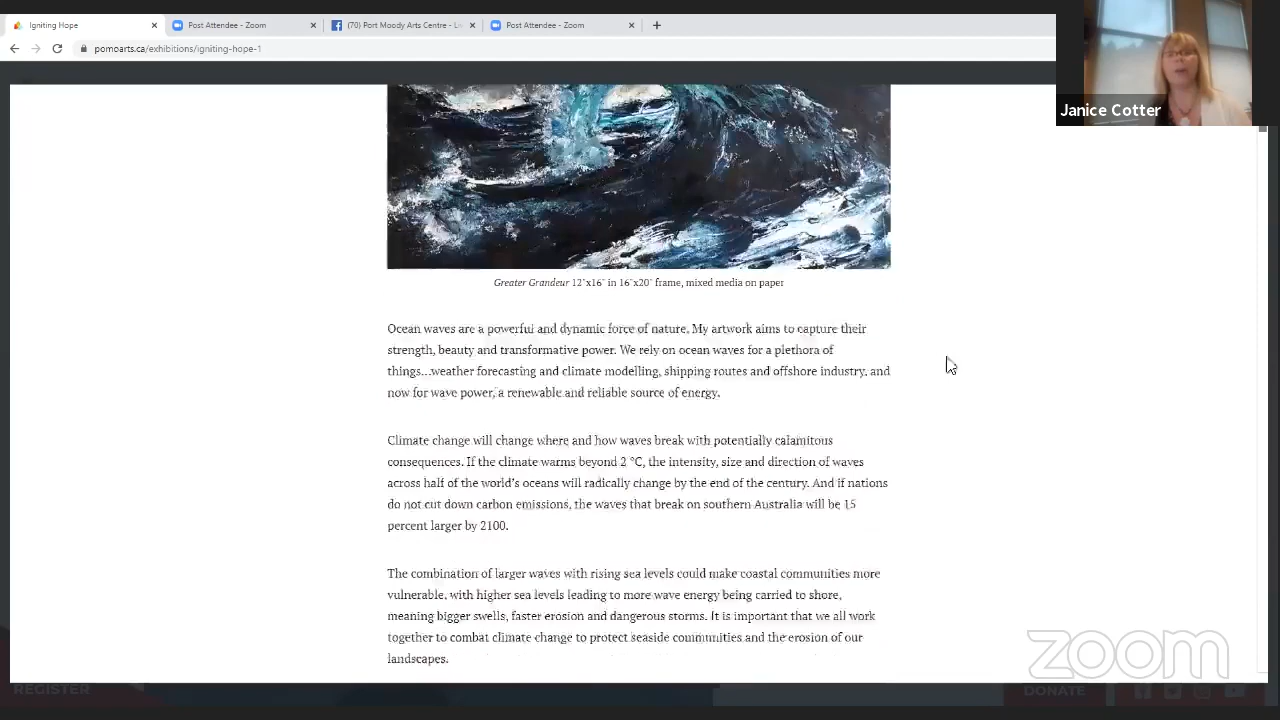 Igniting Hope
Post Attendee - Zoom
(70) Port Moody Arts Centre - Li
Post Attendee - Zoom
pomoarts.ca/exhibitions/igniting-hope-1
Janice Cotter
Greater Grandeur 12"x16" in 16"x20" frame, mixed media on paper
Ocean waves are a powerful and dynamic force of nature. My artwork aims to capture their
strength, beauty and transformative power. We rely on ocean waves for a plethora of
things...weather forecasting and climate modelling, shipping routes and offshore industry. and
now for wave power, a renewable and reliable source of energy.
Climate change will change where and how waves break with potentially calamitous
consequences. If the climate warms beyond 2 °C, the intensity, size and direction of waves
across half of the world's oceans will radically change by the end of the century. And if nations
do not cut down carbon emissions, the waves that break on southern Australia will be 15
percent larger by 2100.
The combination of larger waves with rising sea levels could make coastal communities more
vulnerable, with higher sea levels leading to more wave energy being carried to shore,
meaning bigger swells, faster erosion and dangerous storms. It is important that we all work
together to combat climate change to protect seaside communities and the erosion of our
landscapes.
zoom
REGISTER
DONATE